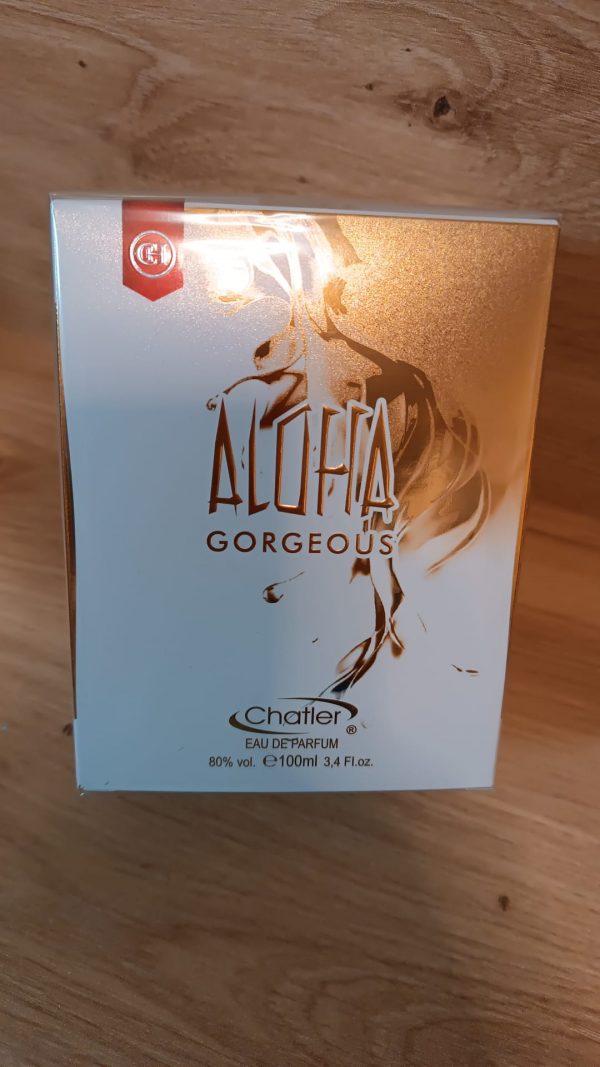 ALOHA
GORGEOUS
Chatler®
EAU DE PARFUM
80% vol. ℮100ml 3,4 Fl.oz.